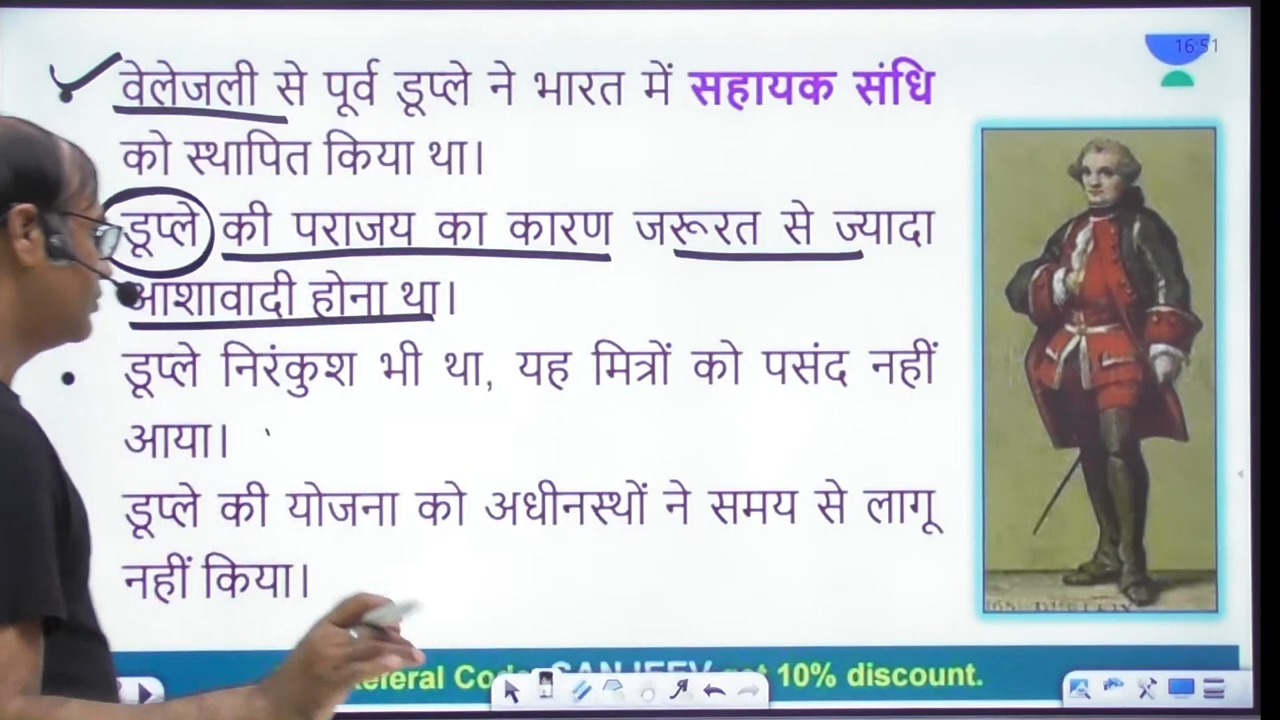 16:51
वेलेजली से पूर्व डूप्ले ने भारत में सहायक संधि
को स्थापित किया था।
डूप्ले की पराजय का कारण जरूरत से ज्यादा
आशावादी होना था।
डूप्ले निरंकुश भी था, यह मित्रों को पसंद नहीं
आया।
डूप्ले की योजना को अधीनस्थों ने समय से लागू
नहीं किया।
10% discount.